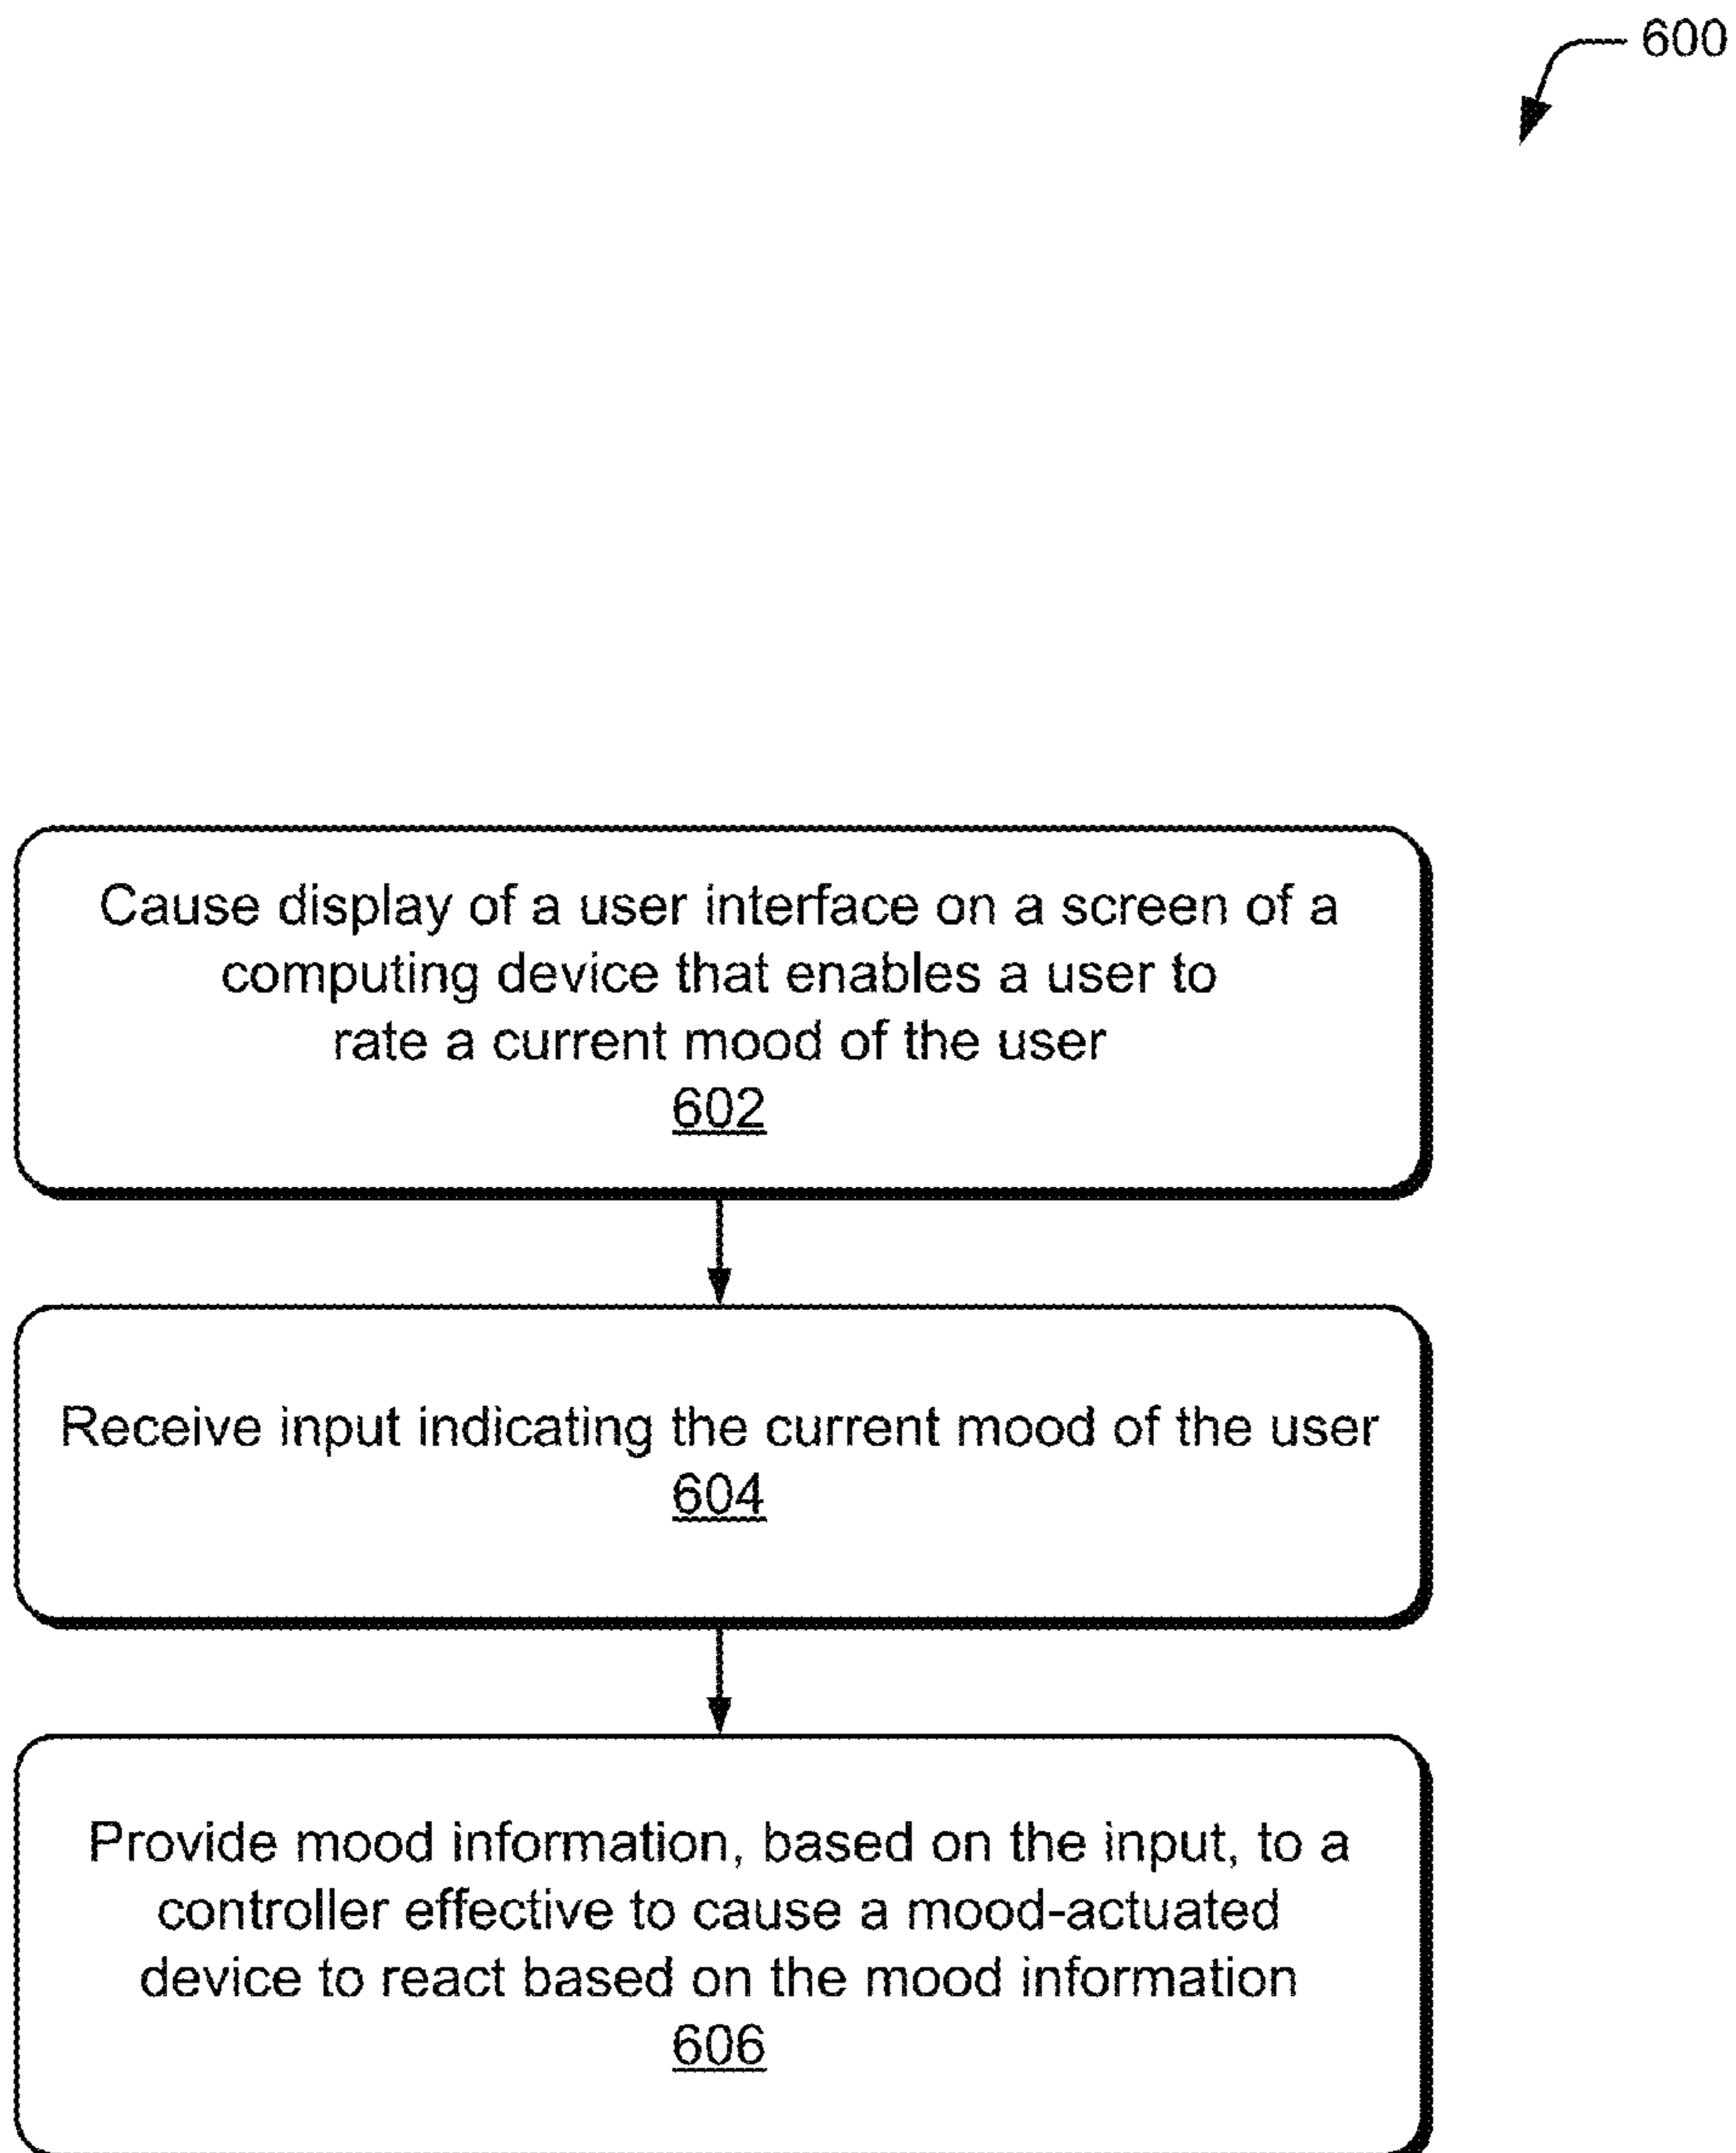 600
Cause display of a user interface on a screen of a
computing device that enables a user to
rate a current mood of the user
602
Receive input indicating the current mood of the user
604
Provide mood information, based on the input, to a
controller effective to cause a mood-actuated
device to react based on the mood information
606